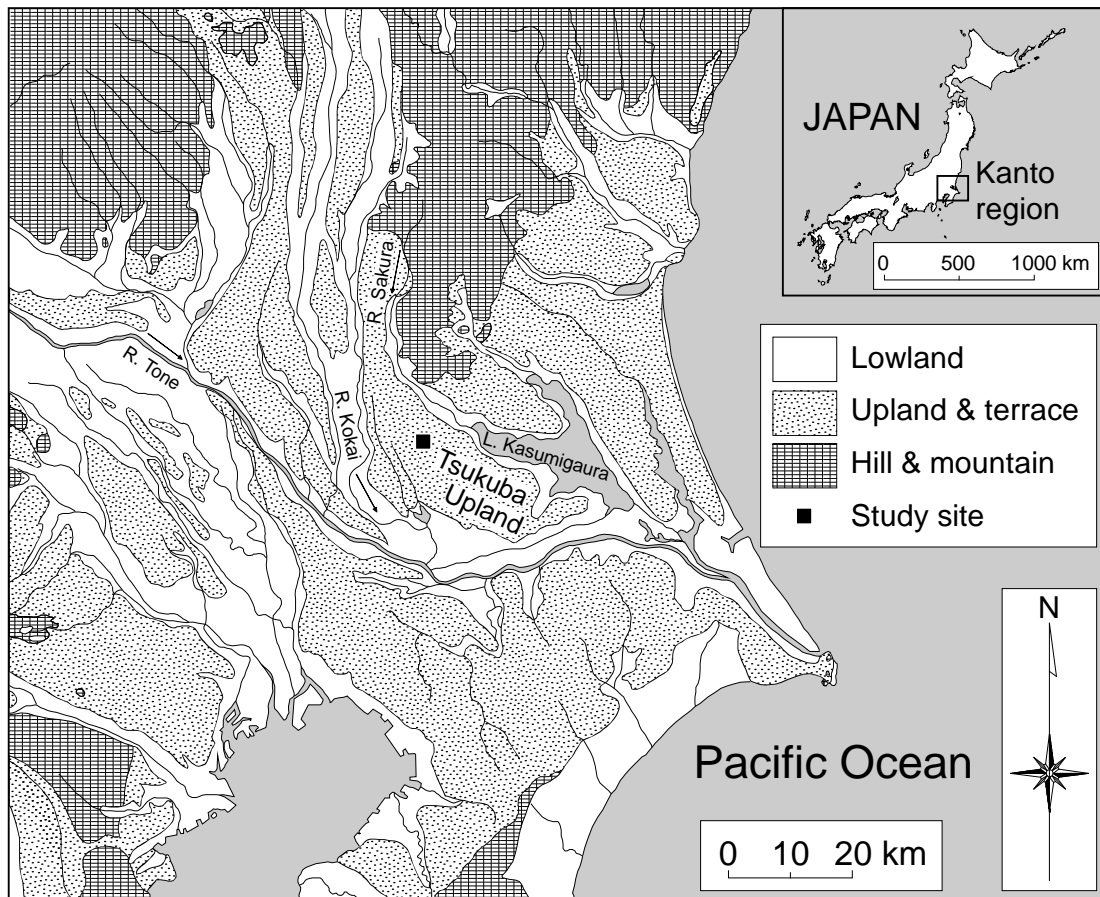 JAPAN
Kanto
region
0 500 1000 km
R. Sakura
R. Tone
R. Kokai
L. Kasumigaura
Tsukuba
Upland
Lowland
Upland & terrace
Hill & mountain
Study site
N
Pacific Ocean
0 10 20 km